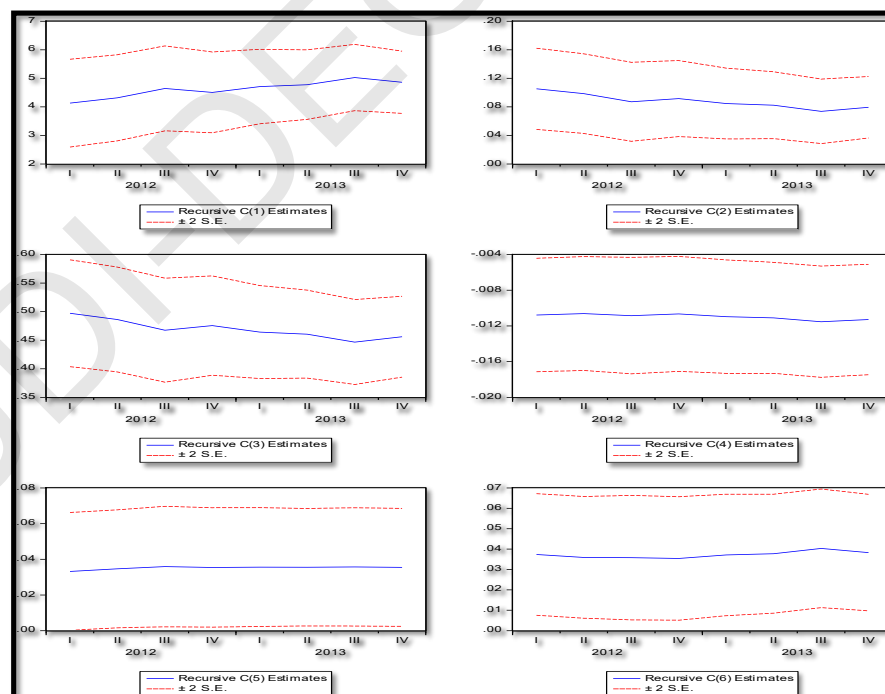 7 6 5 4 3 2
I II III IV I II III IV
2012 2013
Recursive C(1) Estimates
± 2 S.E.
.20 .16 .12 .08 .04 .00
I II III IV I II III IV
2012 2013
Recursive C(2) Estimates
± 2 S.E.
.60 .55 .50 .45 .40 .35
I II III IV I II III IV
2012 2013
Recursive C(3) Estimates
± 2 S.E.
-.004 -.008 -.012 -.016 -.020
I II III IV I II III IV
2012 2013
Recursive C(4) Estimates
± 2 S.E.
.08 .06 .04 .02 .00
I II III IV I II III IV
2012 2013
Recursive C(5) Estimates
± 2 S.E.
.07 .06 .05 .04 .03 .02 .01 .00
I II III IV I II III IV
2012 2013
Recursive C(6) Estimates
± 2 S.E.